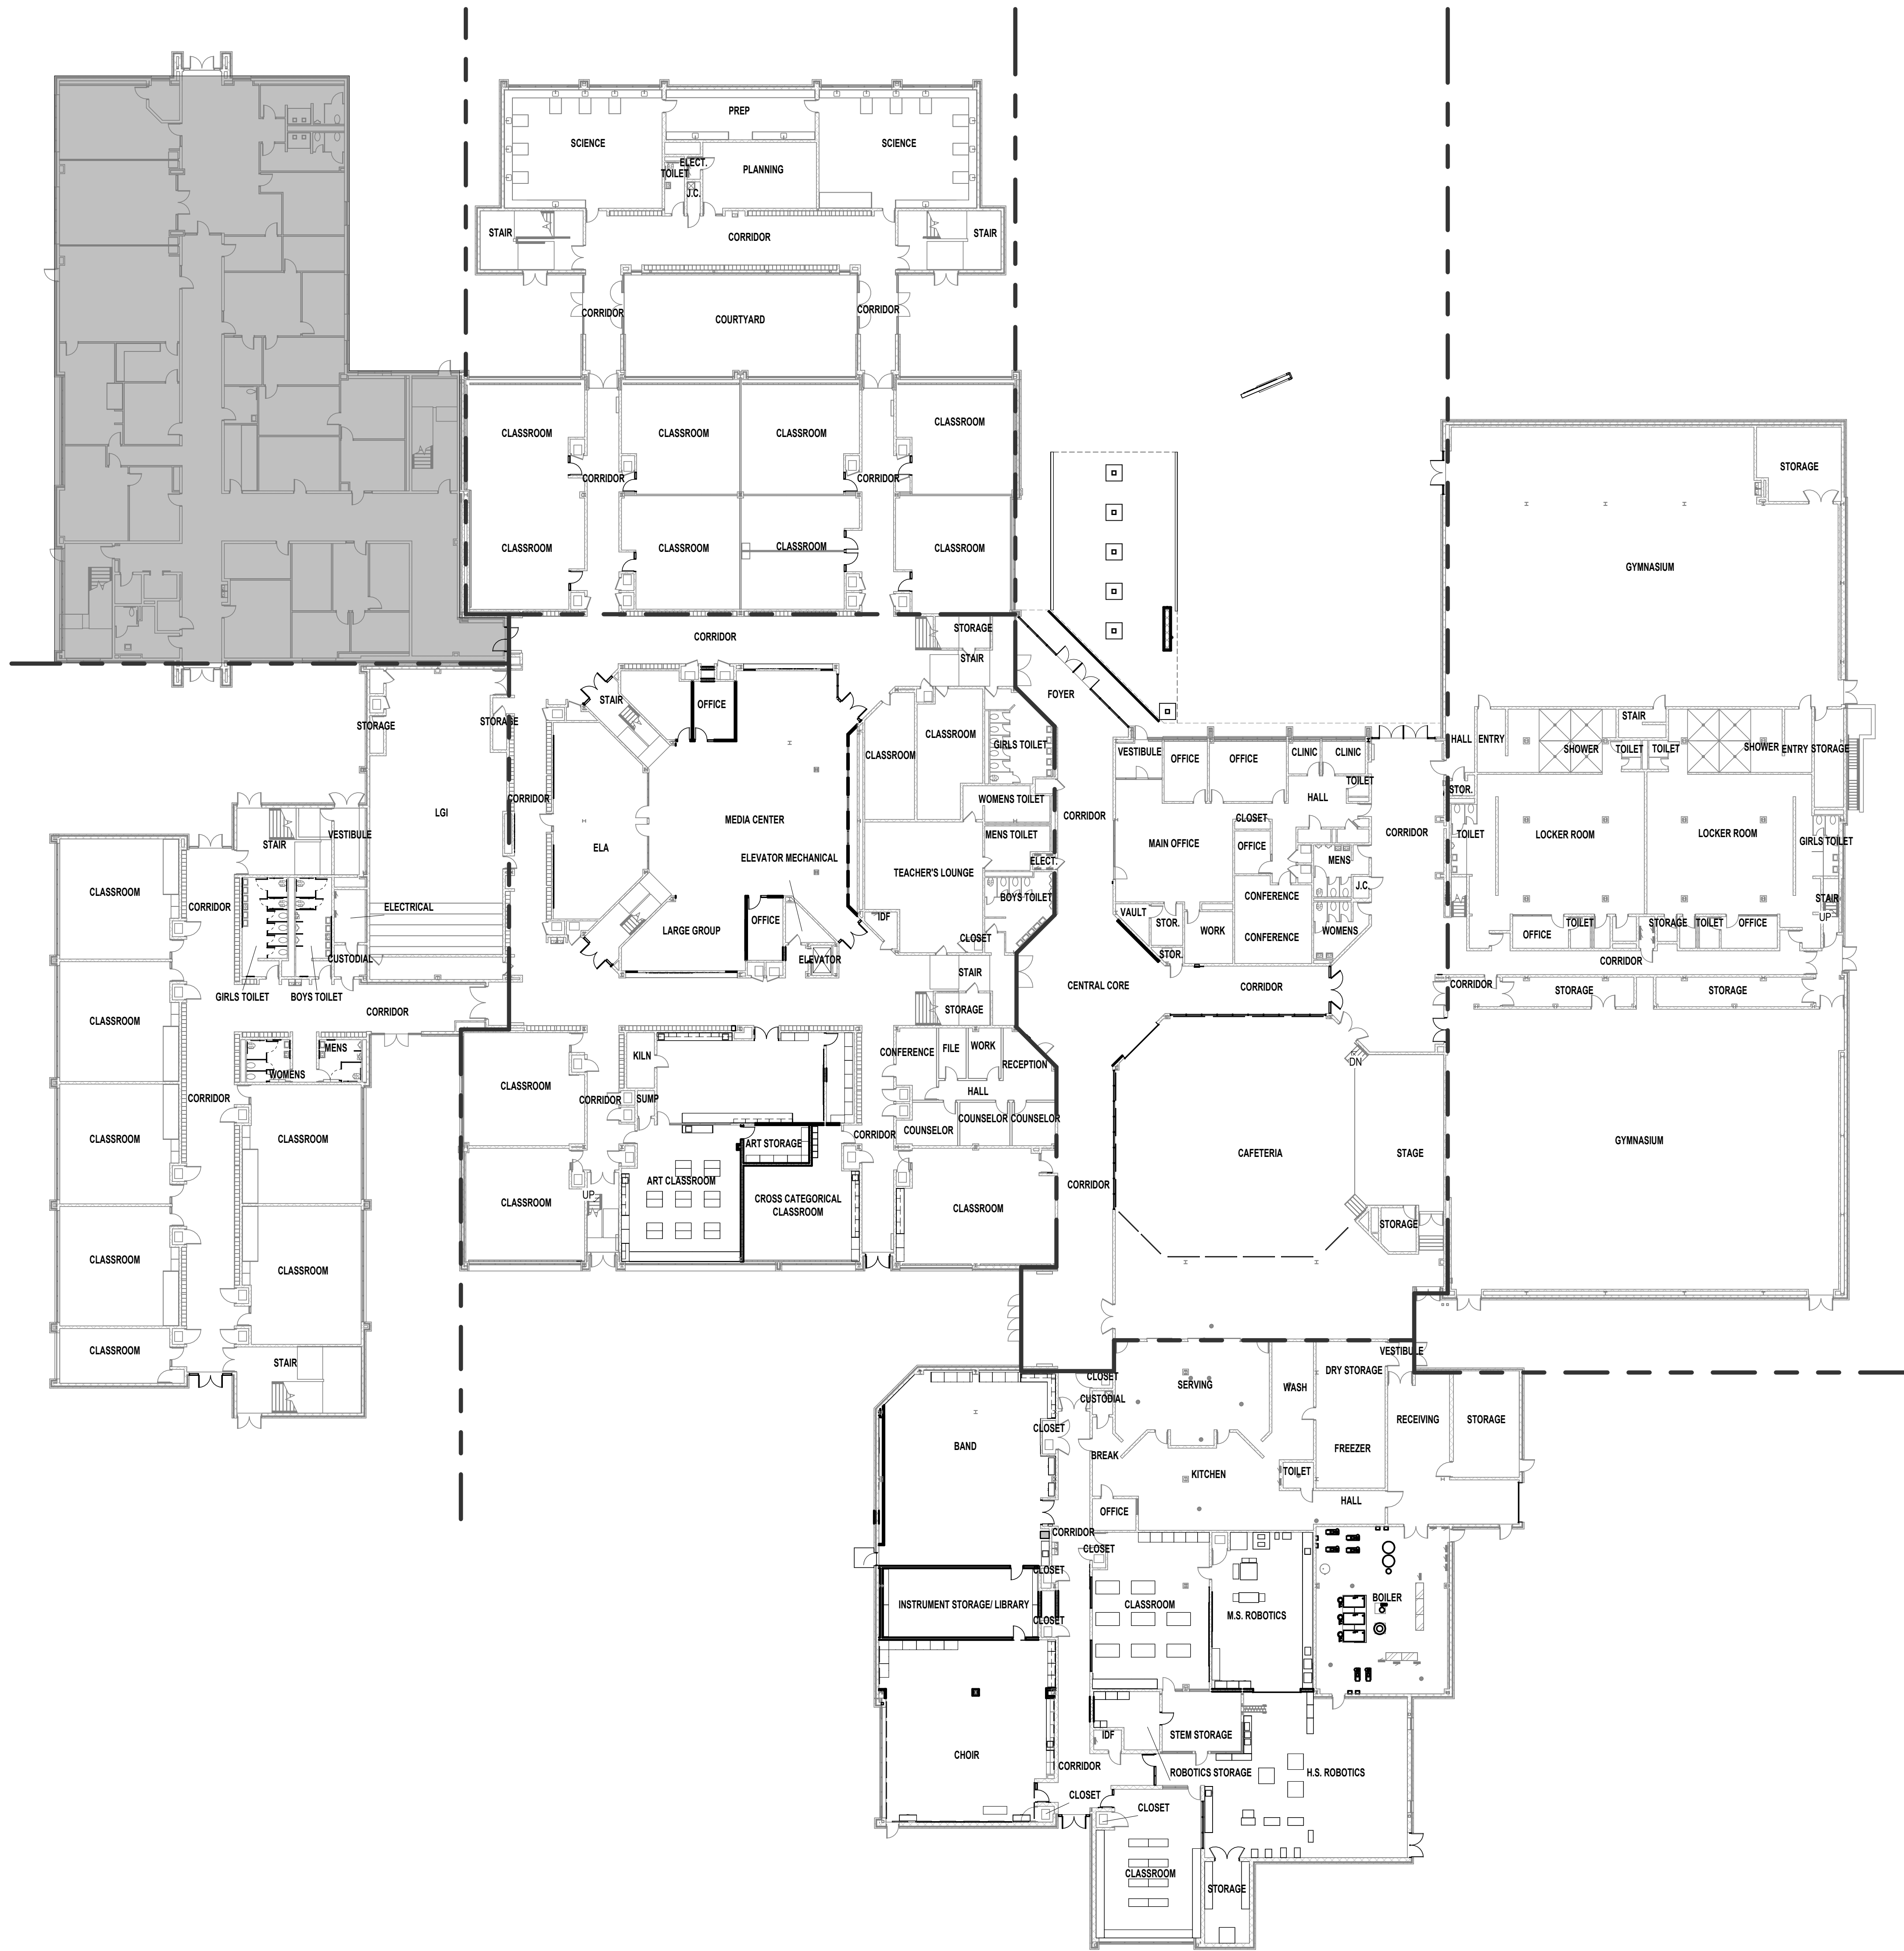 PREP
SCIENCE
SCIENCE
ELECT.
TOILET
PLANNING
J.C.
STAIR
CORRIDOR
STAIR
CORRIDOR
COURTYARD
CORRIDOR
CLASSROOM
CLASSROOM
CLASSROOM
CLASSROOM
CORRIDOR
CORRIDOR
STORAGE
CLASSROOM
CLASSROOM
CLASSROOM
CLASSROOM
GYMNASIUM
CORRIDOR
STORAGE
STAIR
FOYER
STAIR
OFFICE
STORAGE
STORAGE
CLASSROOM
CLASSROOM
GIRLS TOILET
VESTIBULE
OFFICE
OFFICE
CLINIC
CLINIC
TOILET
HALL
HALL
ENTRY
SHOWER
STAIR
TOILET
TOILET
SHOWER
ENTRY
STORAGE
STOR.
CORRIDOR
LGI
WOMENS TOILET
MEDIA CENTER
ELA
MENS TOILET
CORRIDOR
CLOSET
MAIN OFFICE
OFFICE
CORRIDOR
TOILET
LOCKER ROOM
LOCKER ROOM
GIRLS TOILET
VESTIBULE
STAIR
ELEVATOR MECHANICAL
TEACHER'S LOUNGE
ELECT.
MENS
J.C.
CLASSROOM
CORRIDOR
ELECTRICAL
BOYS TOILET
CONFERENCE
STAIR
UP
IDF
OFFICE
LARGE GROUP
VAULT
STOR.
WORK
CONFERENCE
WOMENS
OFFICE
TOILET
STORAGE
TOILET
OFFICE
CLOSET
STOR.
CUSTODIAL
ELEVATOR
CORRIDOR
STAIR
CENTRAL CORE
CORRIDOR
CORRIDOR
STORAGE
STORAGE
CLASSROOM
GIRLS TOILET
BOYS TOILET
CORRIDOR
STORAGE
MENS
WOMENS
KILN
CONFERENCE
FILE
WORK
RECEPTION
DN
CLASSROOM
HALL
CORRIDOR
CORRIDOR
SUMP
COUNSELOR
COUNSELOR
COUNSELOR
CORRIDOR
CLASSROOM
CLASSROOM
ART STORAGE
CAFETERIA
STAGE
GYMNASIUM
ART CLASSROOM
CORRIDOR
UP
CLASSROOM
CROSS CATEGORICAL
CLASSROOM
CLASSROOM
STORAGE
CLASSROOM
CLASSROOM
CLASSROOM
STAIR
VESTIBULE
DRY STORAGE
CLOSET
SERVING
WASH
CUSTODIAL
RECEIVING
STORAGE
CLOSET
BAND
BREAK
FREEZER
KITCHEN
TOILET
HALL
OFFICE
CORRIDOR
CLOSET
CLOSET
INSTRUMENT STORAGE/ LIBRARY
CLASSROOM
BOILER
M.S. ROBOTICS
CLOSET
IDF
STEM STORAGE
CHOIR
CORRIDOR
ROBOTICS STORAGE
H.S. ROBOTICS
CLOSET
CLOSET
CLASSROOM
STORAGE